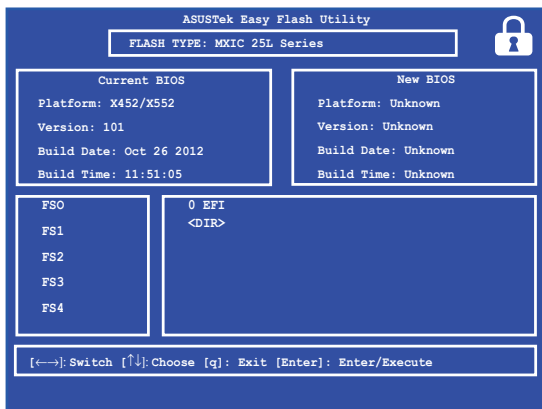 ASUSTek Easy Flash Utility
FLASH TYPE: MXIC 25L Series
Current BIOS
Platform: X452/X552
Version: 101
Build Date: Oct 26 2012
Build Time: 11:51:05
New BIOS
Platform: Unknown
Version: Unknown
Build Date: Unknown
Build Time: Unknown
FSO
FS1
FS2
FS3
FS4
0 EFI
<DIR>
[←→]: Switch [↑↓]: Choose [q]: Exit [Enter]: Enter/Execute